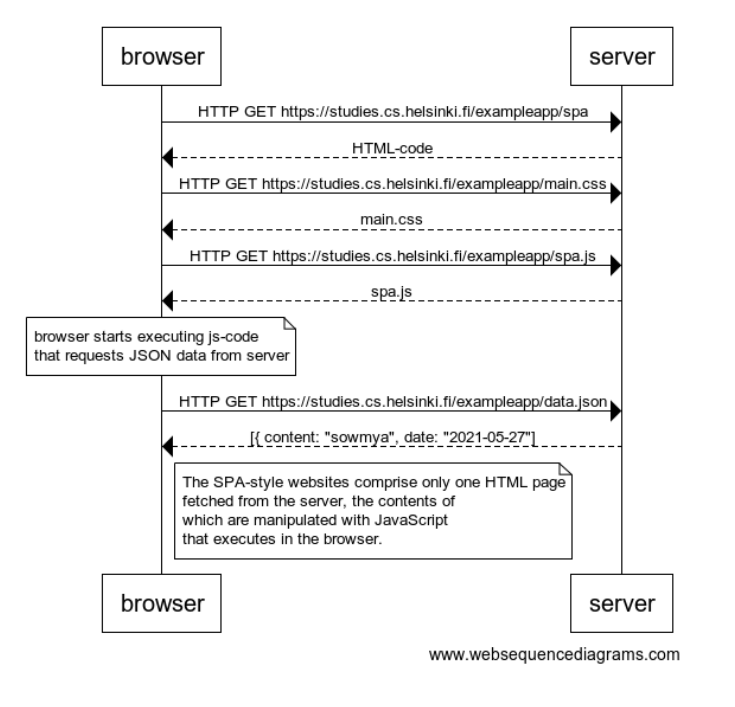 browser
server
HTTP GET https://studies.cs.helsinki.fi/exampleapp/spa
HTML-code
HTTP GET https://studies.cs.helsinki.fi/exampleapp/main.css
main.css
HTTP GET https://studies.cs.helsinki.fi/exampleapp/spa.js
spa.js
browser starts executing js-code
that requests JSON data from server
HTTP GET https://studies.cs.helsinki.fi/exampleapp/data.json
[{ content: "sowmya", date: "2021-05-27"]
The SPA-style websites comprise only one HTML page
fetched from the server, the contents of
which are manipulated with JavaScript
that executes in the browser.
browser
server
www.websequencediagrams.com